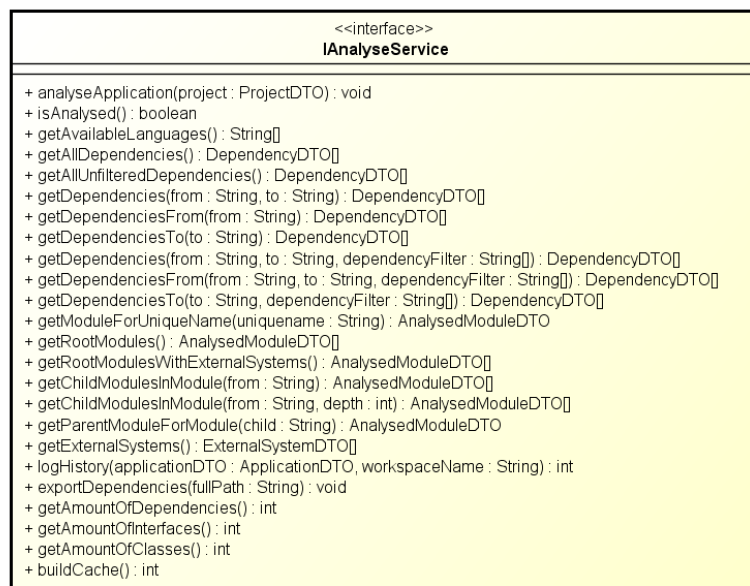 <<interface>>
IAnalyseService
+ analyseApplication(project : ProjectDTO) : void
+ isAnalysed() : boolean
+ getAvailableLanguages() : String[]
+ getAllDependencies() : DependencyDTO[]
+ getAllUnfilteredDependencies() : DependencyDTO[]
+ getDependencies(from : String, to : String) : DependencyDTO[]
+ getDependenciesFrom(from : String) : DependencyDTO[]
+ getDependenciesTo(to : String) : DependencyDTO[]
+ getDependencies(from : String, to : String, dependencyFilter : String[]) : DependencyDTO[]
+ getDependenciesFrom(from : String, to : String, dependencyFilter : String[]) : DependencyDTO[]
+ getDependenciesTo(to : String, dependencyFilter : String[]) : DependencyDTO[]
+ getModuleForUniqueName(uniquename : String) : AnalysedModuleDTO
+ getRootModules() : AnalysedModuleDTO[]
+ getRootModulesWithExternalSystems() : AnalysedModuleDTO[]
+ getChildModulesInModule(from : String) : AnalysedModuleDTO[]
+ getChildModulesInModule(from : String, depth : int) : AnalysedModuleDTO[]
+ getParentModuleForModule(child : String) : AnalysedModuleDTO
+ getExternalSystems() : ExternalSystemDTO[]
+ logHistory(applicationDTO : ApplicationDTO, workspaceName : String) : int
+ exportDependencies(fullPath : String) : void
+ getAmountOfDependencies() : int
+ getAmountOfInterfaces() : int
+ getAmountOfClasses() : int
+ buildCache() : int